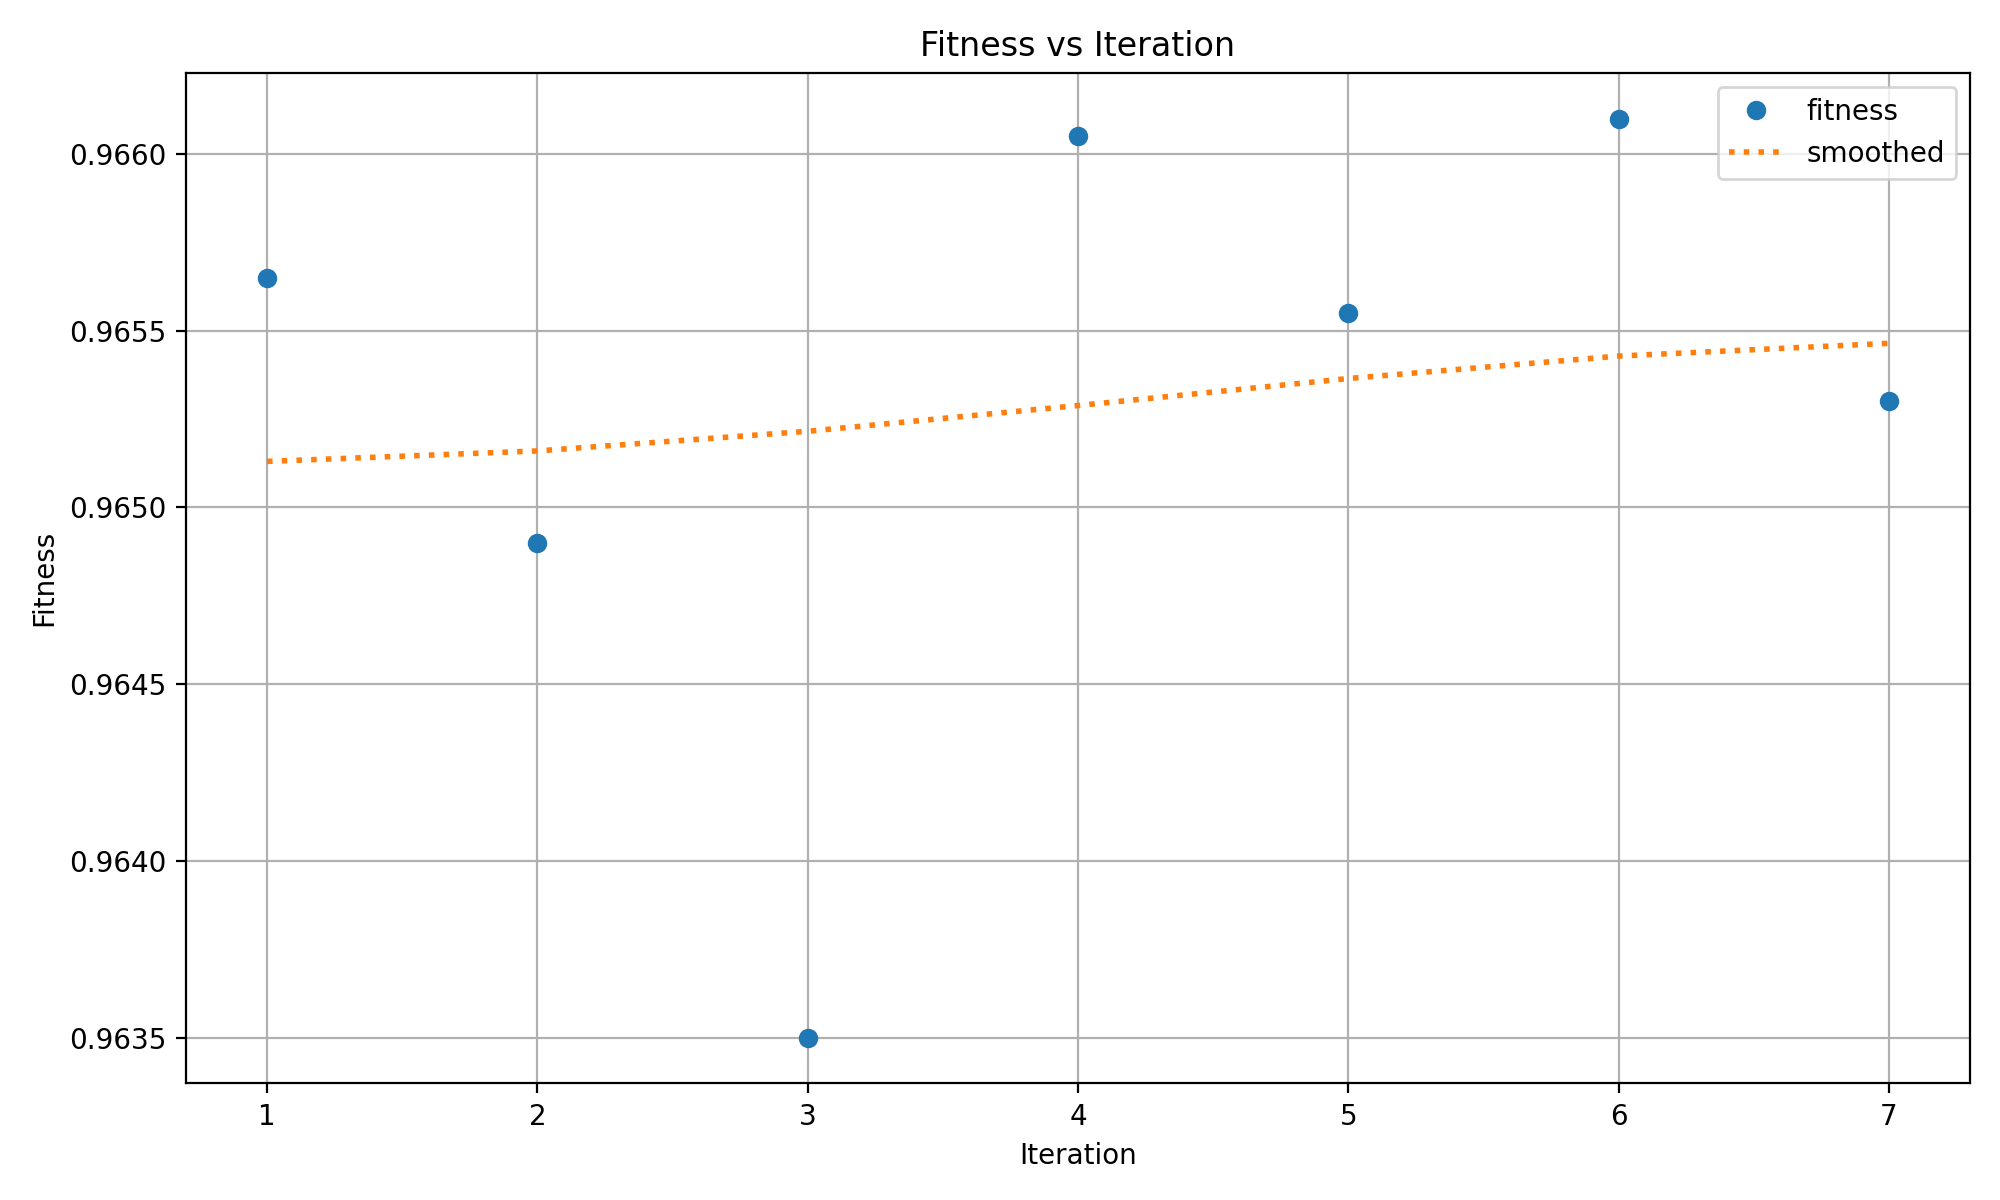 Fitness vs Iteration
fitness
smoothed
0.9660
0.9655
0.9650
0.9645
0.9640
0.9635
Fitness
1 2 3 4 5 6 7
Iteration